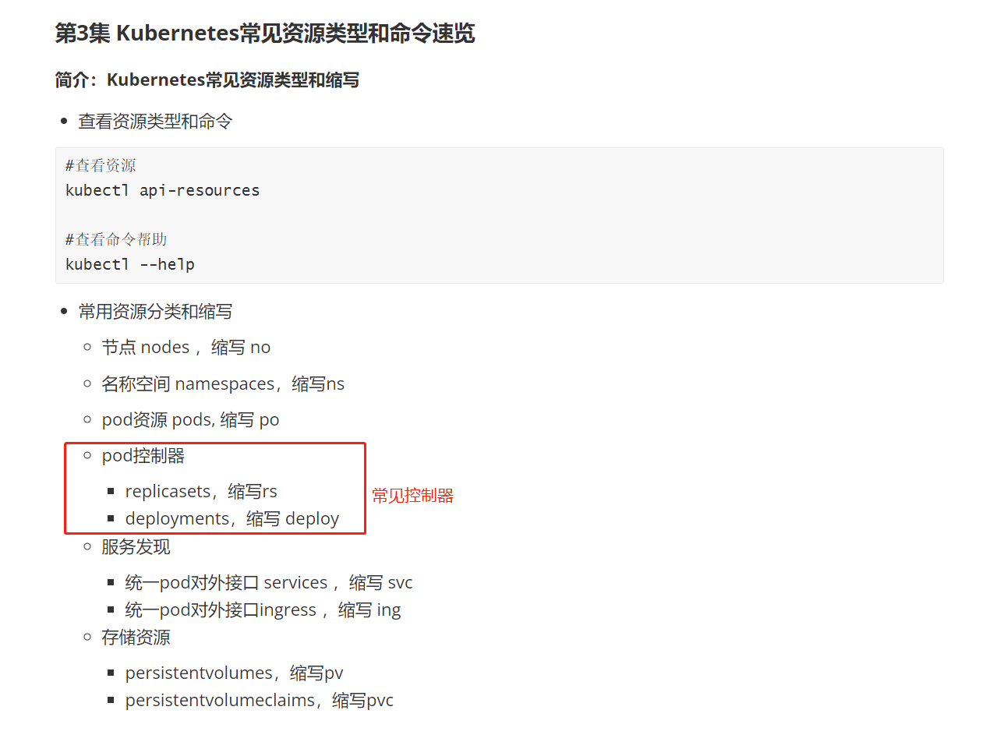 第3集 Kubernetes常见资源类型和命令速览
简介：Kubernetes常见资源类型和缩写
查看资源类型和命令
#查看资源
kubectl api-resources
#查看命令帮助
kubectl --help
常用资源分类和缩写
节点 nodes ，缩写 no
名称空间 namespaces，缩写ns
pod资源 pods, 缩写 po
pod控制器
replicasets，缩写rs
deployments，缩写 deploy
常见控制器
服务发现
统一pod对外接口 services ，缩写 svc
统一pod对外接口ingress ，缩写 ing
存储资源
persistentvolumes，缩写pv
persistentvolumeclaims，缩写pvc